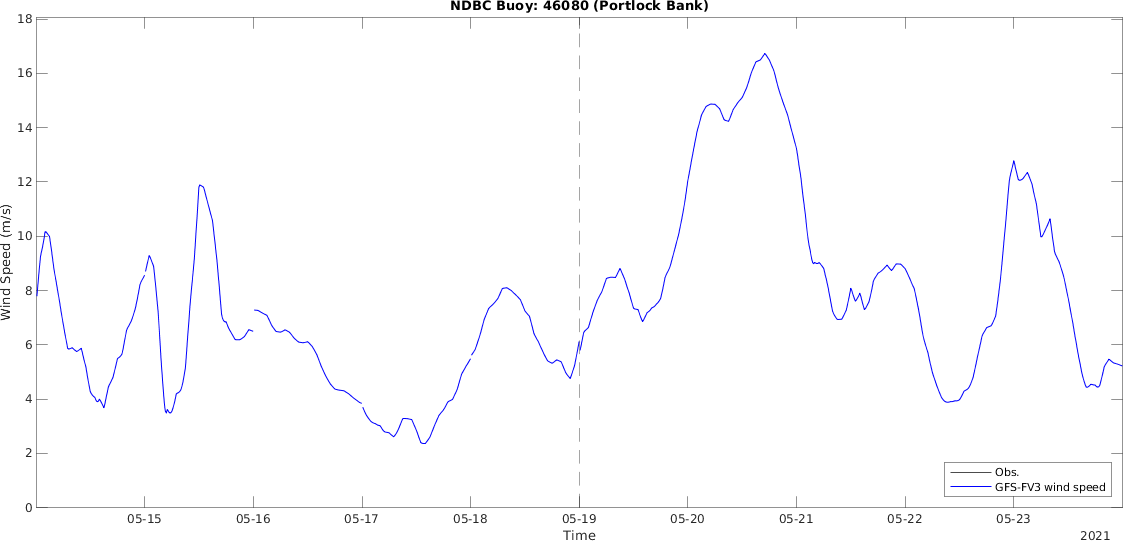 NDBC Buoy: 46080 (Portlock Bank)
18
16
14
12
10
8
6
4
2
0
Wind Speed (m/s)
05-15 05-16 05-17 05-18 05-19 05-20 05-21 05-22 05-23
Time
2021
Obs.
GFS-FV3 wind speed